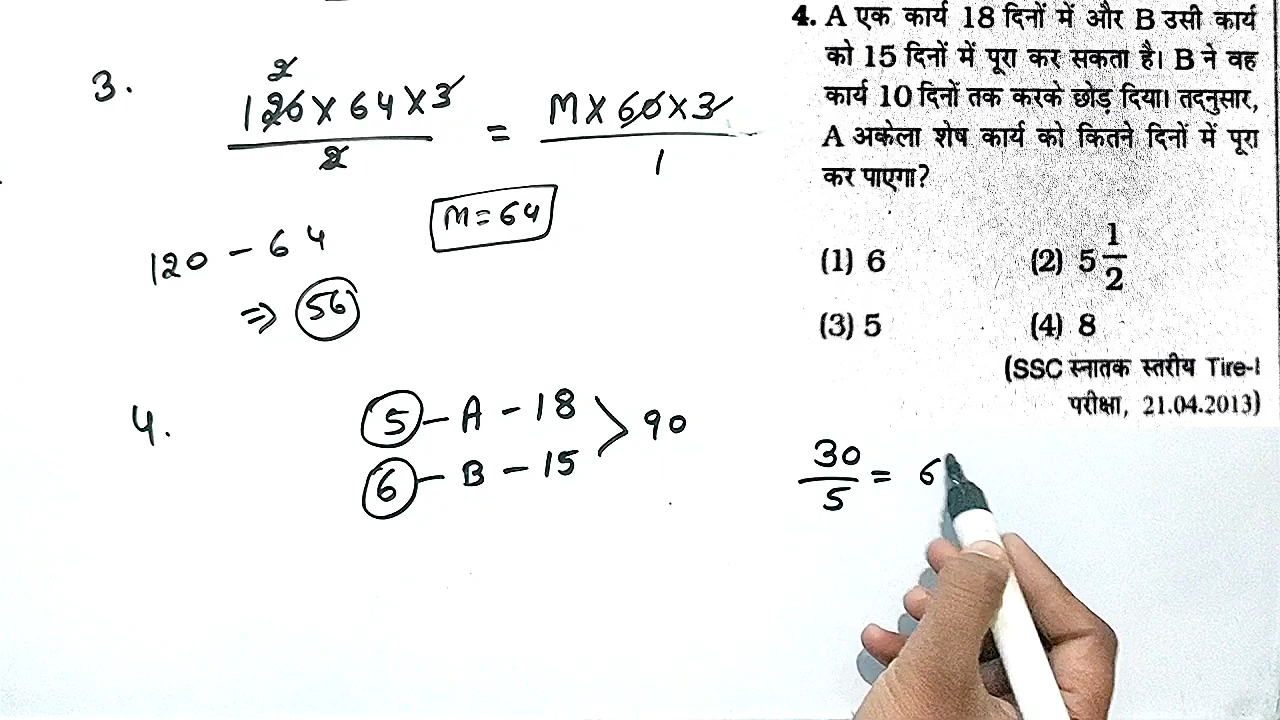 3.
2
120 × 64 × 3 = M × 60 × 3
2 1
M = 64
120 - 64
⇒ 56
4. A एक कार्य 18 दिनों में और B उसी कार्य
को 15 दिनों में पूरा कर सकता है। B ने वह
कार्य 10 दिनों तक करके छोड़ दिया। तद्नुसार,
A अकेला शेष कार्य को कितने दिनों में पूरा
कर पाएगा?
(1) 6 (2) 5 1/2
(3) 5 (4) 8
(SSC स्नातक स्तरीय Tire-I
परीक्षा, 21.04.2013)
4.
5 - A - 18 > 90
6 - B - 15
30/5 = 6